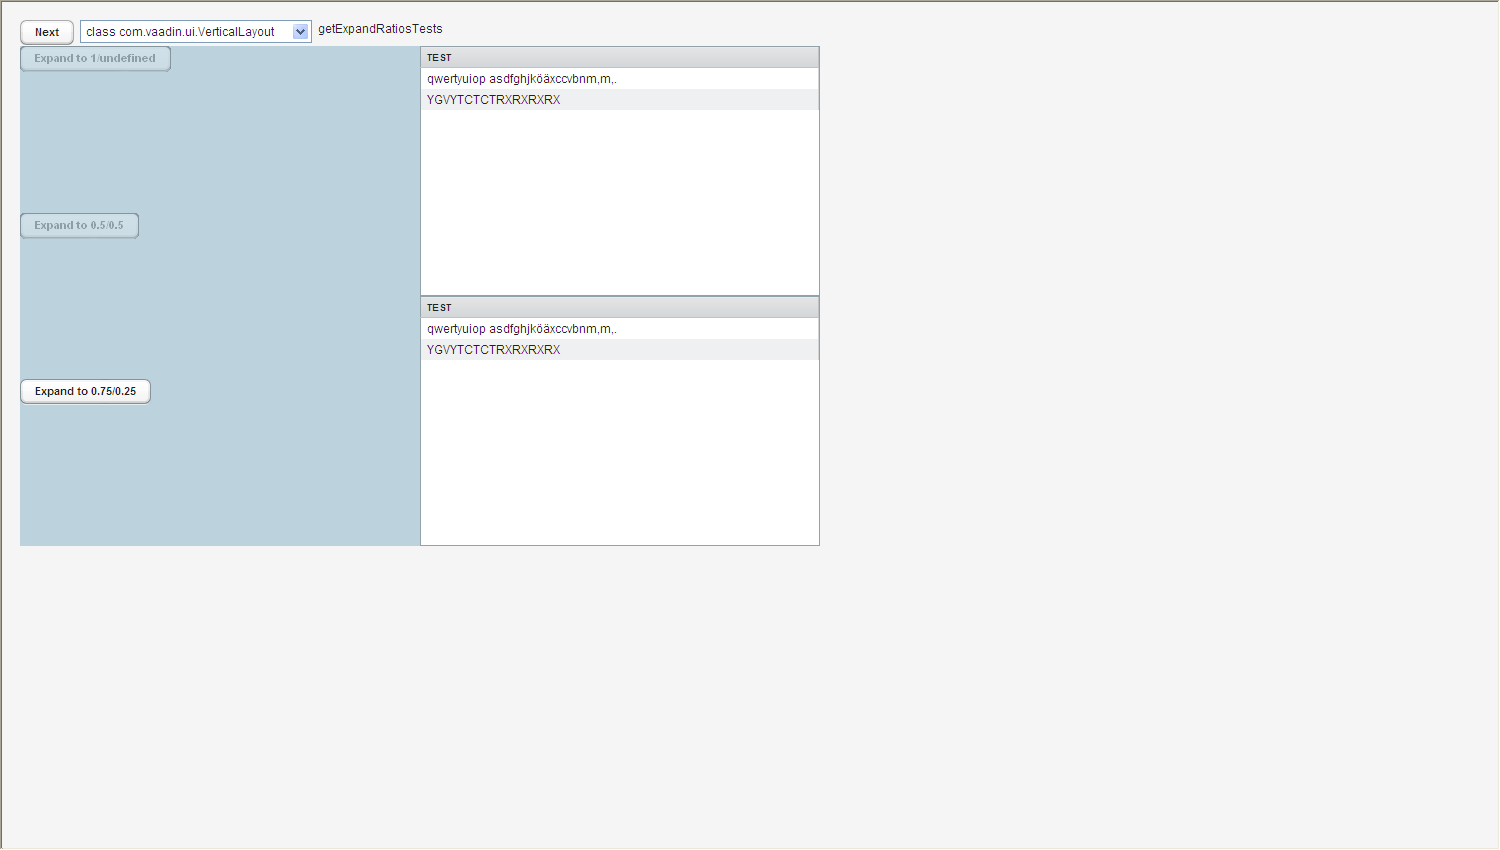 Next
class com.vaadin.ui.VerticalLayout
getExpandRatiosTests
Expand to 1/undefined
Expand to 0.5/0.5
Expand to 0.75/0.25
TEST
qwertyuiop asdfghjköäxccvbnm,m,.
YGVYTCTCTRXRXRXRX
TEST
qwertyuiop asdfghjköäxccvbnm,m,.
YGVYTCTCTRXRXRXRX